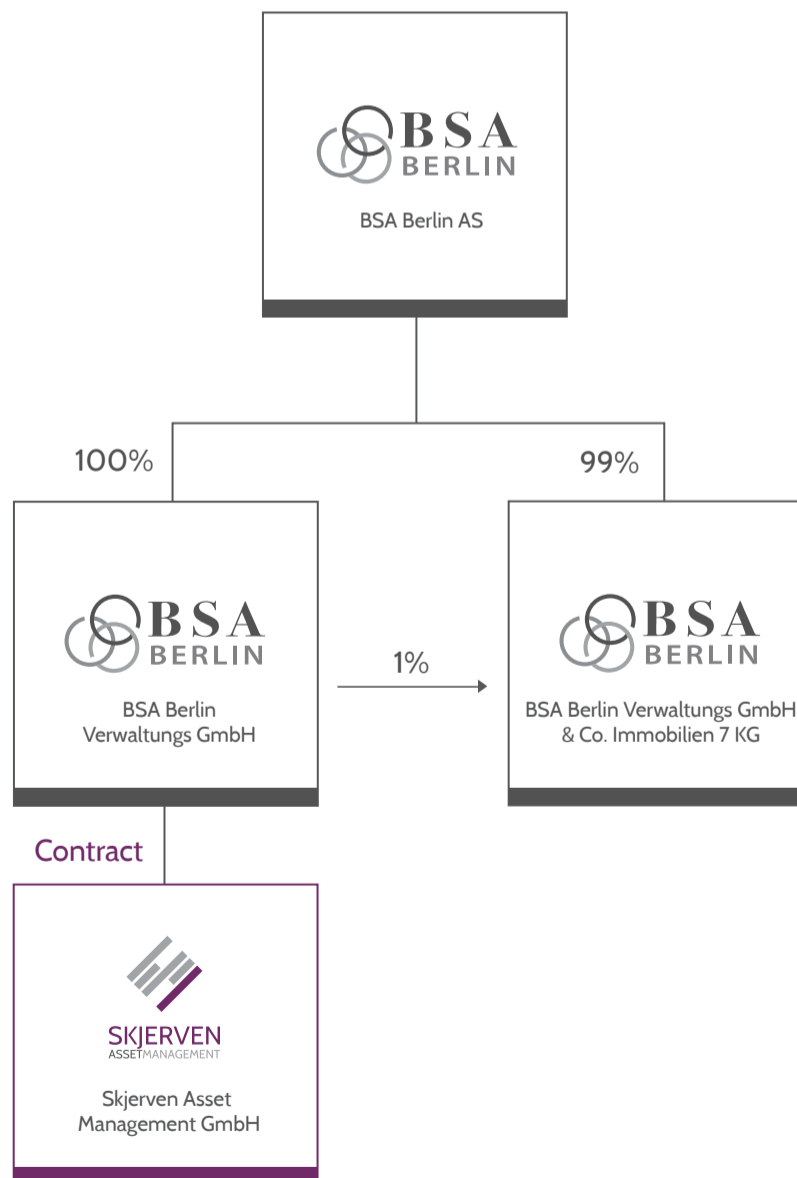 BSA
BERLIN
BSA Berlin AS
100%
99%
BSA
BERLIN
BSA Berlin
Verwaltungs GmbH
1%
BSA
BERLIN
BSA Berlin Verwaltungs GmbH
& Co. Immobilien 7 KG
Contract
SKJERVEN
ASSETMANAGEMENT
Skjerven Asset
Management GmbH